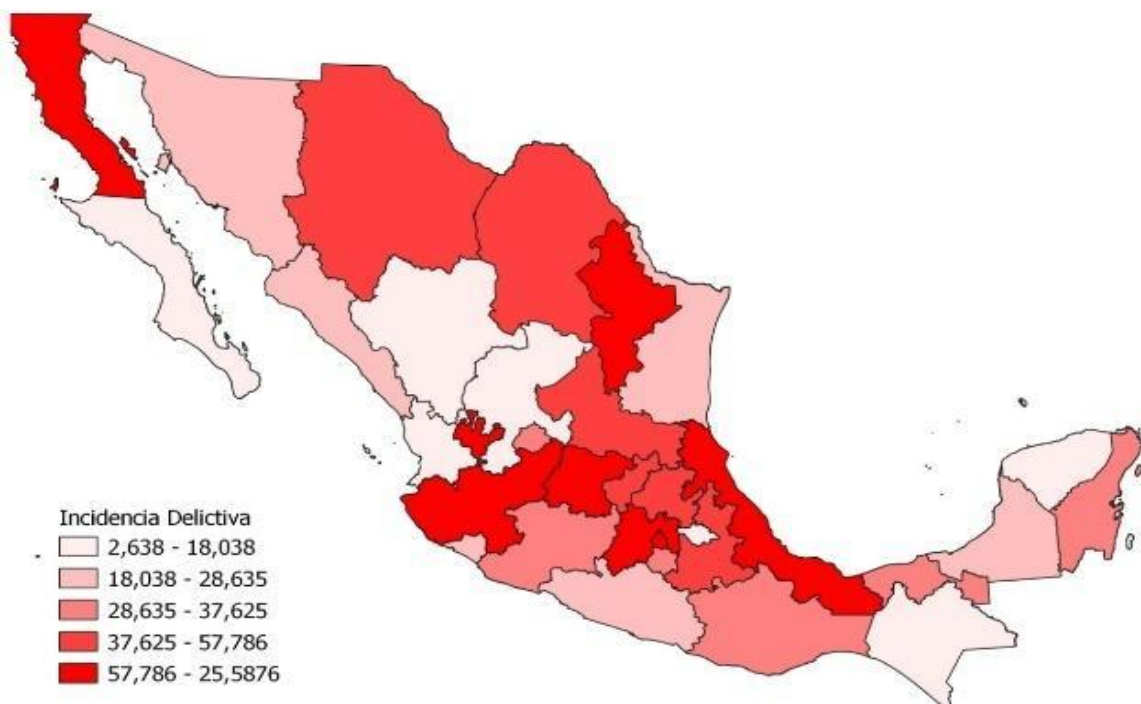 Incidencia Delictiva
2,638 - 18,038
18,038 - 28,635
28,635 - 37,625
37,625 - 57,786
57,786 - 25,5876